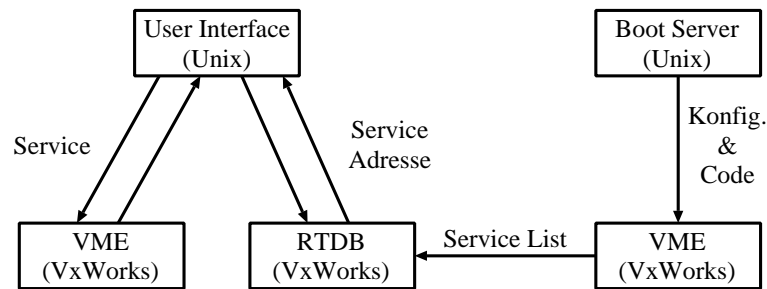 User Interface
(Unix)
Boot Server
(Unix)
Service
Service
Adresse
Konfig.
&
Code
VME
(VxWorks)
RTDB
(VxWorks)
Service List
VME
(VxWorks)